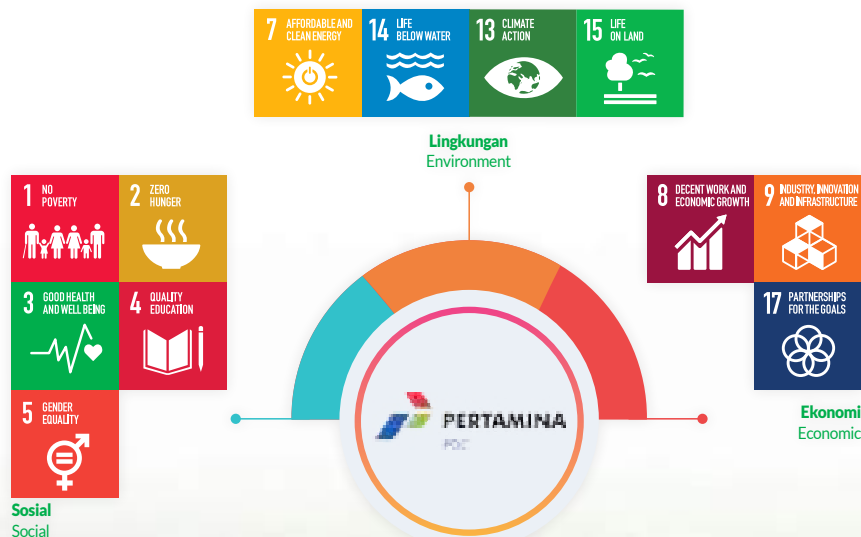 7 AFFORDABLE AND
CLEAN ENERGY
14 LIFE
BELOW WATER
13 CLIMATE
ACTION
15 LIFE
ON LAND
Lingkungan
Environment
1 NO
POVERTY
2 ZERO
HUNGER
3 GOOD HEALTH
AND WELL BEING
4 QUALITY
EDUCATION
5 GENDER
EQUALITY
Sosial
Social
8 DECENT WORK AND
ECONOMIC GROWTH
9 INDUSTRY, INNOVATION
AND INFRASTRUCTURE
17 PARTNERSHIPS
FOR THE GOALS
Ekonomi
Economic
PERTAMINA
PDC